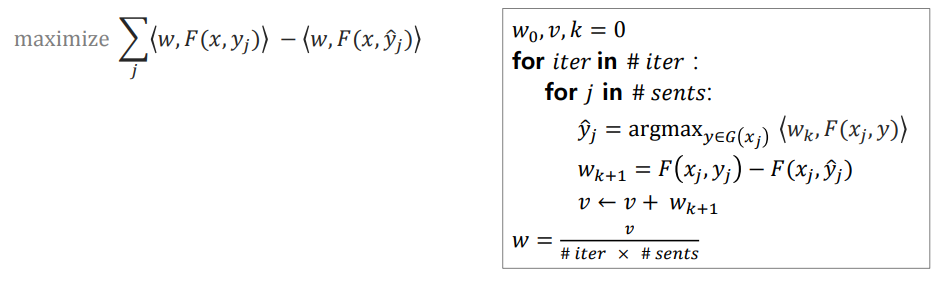 maximize ∑_j ⟨w, F(x, y_j)⟩ − ⟨w, F(x, ŷ_j)⟩
w_0, v, k = 0
for iter in # iter :
for j in # sents:
ŷ_j = argmax_{y∈G(x_j)} ⟨w_k, F(x_j, y)⟩
w_{k+1} = F(x_j, y_j) − F(x_j, ŷ_j)
v ← v + w_{k+1}
w = v / (# iter × # sents)